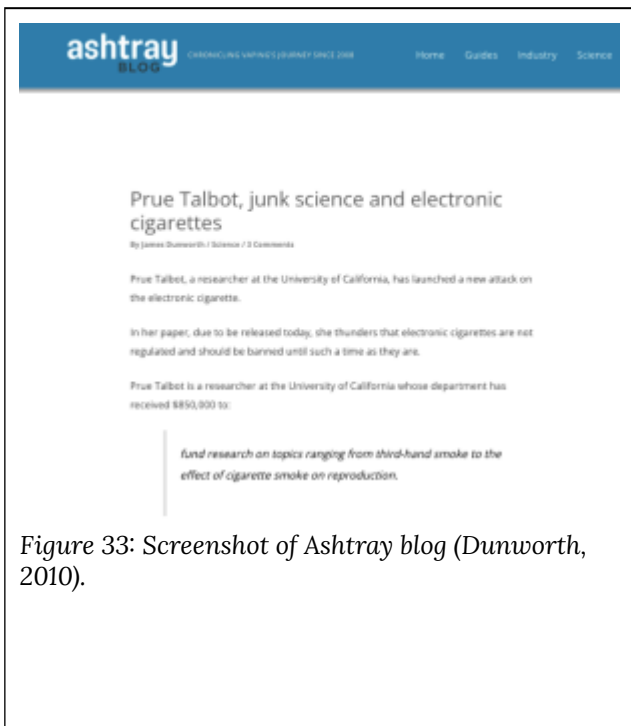 ashtray
BLOG
CHRONICLING VAPING'S JOURNEY SINCE 2008
Home Guides Industry Science
Prue Talbot, junk science and electronic
cigarettes
By James Dunworth / Science / 3 Comments
Prue Talbot, a researcher at the University of California, has launched a new attack on
the electronic cigarette.
In her paper, due to be released today, she thunders that electronic cigarettes are not
regulated and should be banned until such a time as they are.
Prue Talbot is a researcher at the University of California whose department has
received $850,000 to:
fund research on topics ranging from third-hand smoke to the
effect of cigarette smoke on reproduction.
Figure 33: Screenshot of Ashtray blog (Dunworth,
2010).